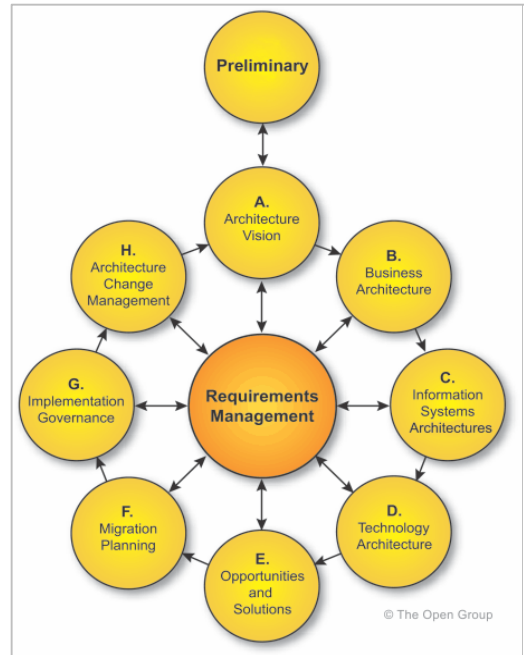 Preliminary
A.
Architecture
Vision
B.
Business
Architecture
C.
Information
Systems
Architectures
D.
Technology
Architecture
E.
Opportunities
and
Solutions
F.
Migration
Planning
G.
Implementation
Governance
H.
Architecture
Change
Management
Requirements
Management
© The Open Group